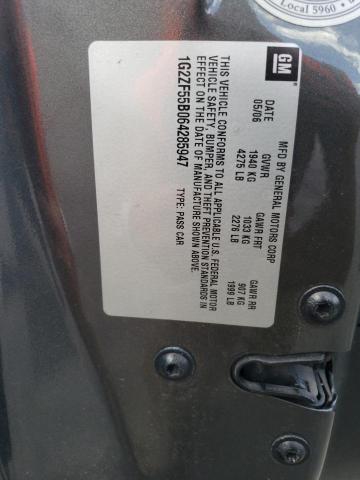 Local 5960
GM
MFD BY GENERAL MOTORS CORP
DATE GVWR GAWR FRT GAWR RR
05/06 1940 KG 1033 KG 907 KG
4275 LB 2276 LB 1999 LB
THIS VEHICLE CONFORMS TO ALL APPLICABLE U.S. FEDERAL MOTOR
VEHICLE SAFETY, BUMPER, AND THEFT PREVENTION STANDARDS IN
EFFECT ON THE DATE OF MANUFACTURE SHOWN ABOVE.
1G2ZF55B064285947 TYPE: PASS CAR